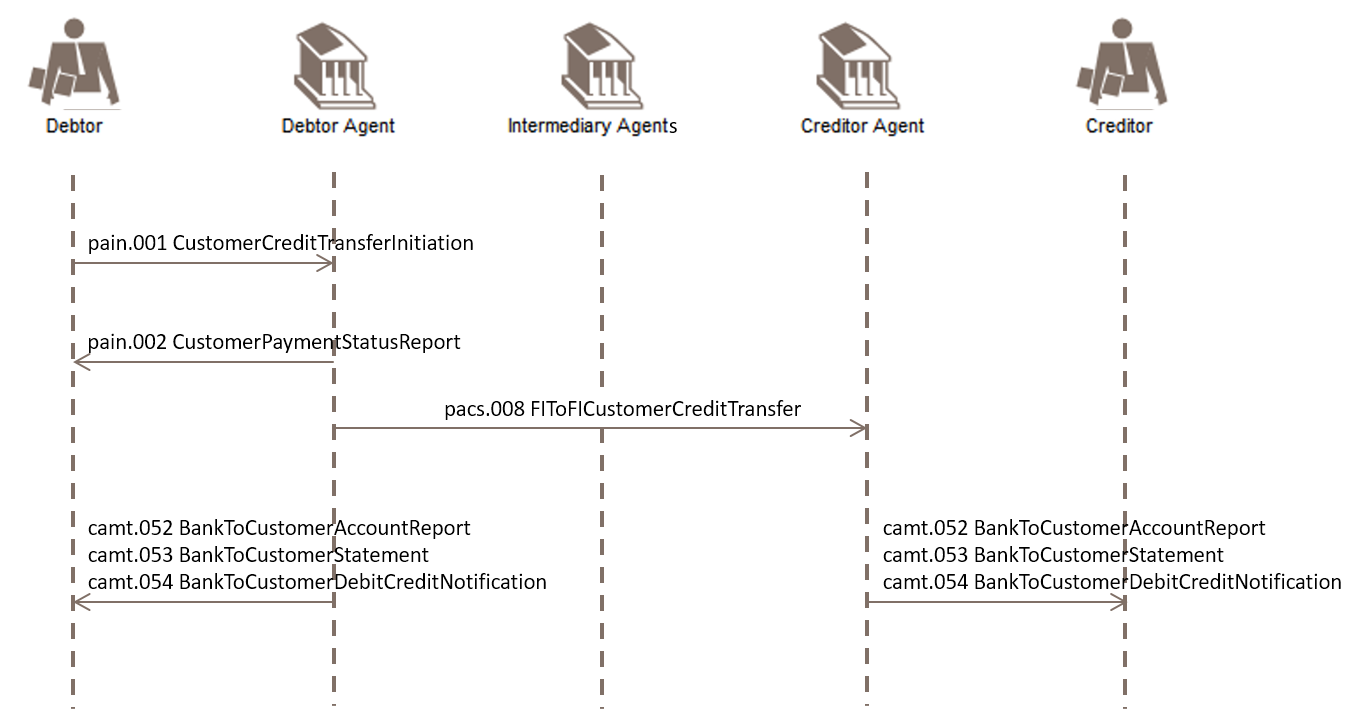 Debtor
Debtor Agent
Intermediary Agents
Creditor Agent
Creditor
pain.001 CustomerCreditTransferInitiation
pain.002 CustomerPaymentStatusReport
pacs.008 FIToFICustomerCreditTransfer
camt.052 BankToCustomerAccountReport
camt.053 BankToCustomerStatement
camt.054 BankToCustomerDebitCreditNotification
camt.052 BankToCustomerAccountReport
camt.053 BankToCustomerStatement
camt.054 BankToCustomerDebitCreditNotification